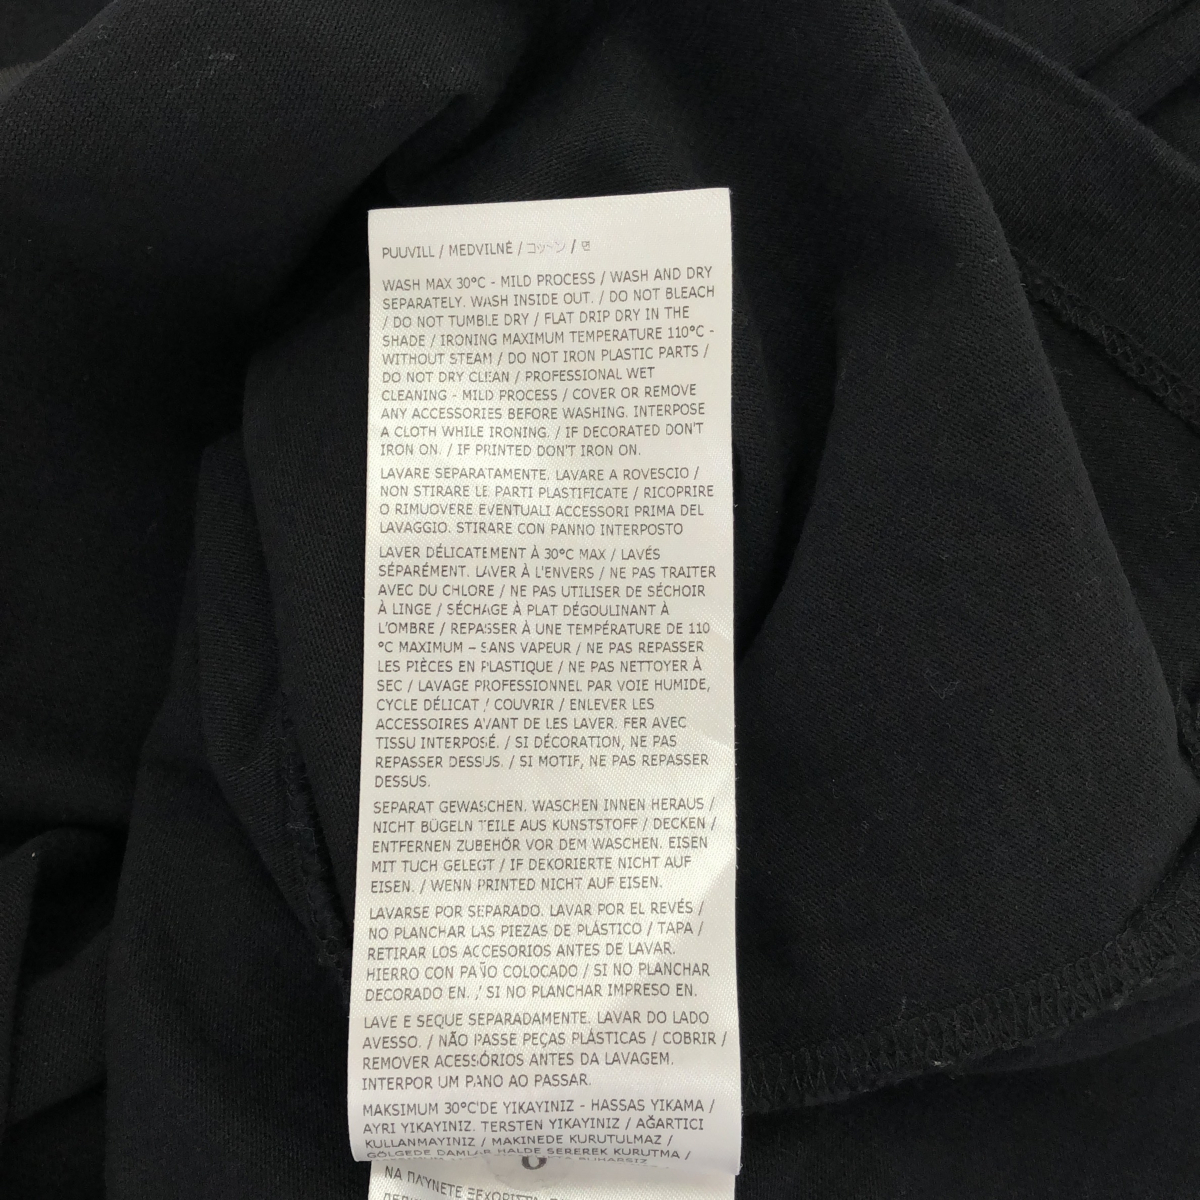 PUUVILL / MEDVILNĖ / コットン / 면
WASH MAX 30°C - MILD PROCESS / WASH AND DRY
SEPARATELY. WASH INSIDE OUT. / DO NOT BLEACH
/ DO NOT TUMBLE DRY / FLAT DRIP DRY IN THE
SHADE / IRONING MAXIMUM TEMPERATURE 110°C -
WITHOUT STEAM / DO NOT IRON PLASTIC PARTS /
DO NOT DRY CLEAN / PROFESSIONAL WET
CLEANING - MILD PROCESS / COVER OR REMOVE
ANY ACCESSORIES BEFORE WASHING. INTERPOSE
A CLOTH WHILE IRONING. / IF DECORATED DON'T
IRON ON. / IF PRINTED DON'T IRON ON.
LAVARE SEPARATAMENTE. LAVARE A ROVESCIO /
NON STIRARE LE PARTI PLASTIFICATE / RICOPRIRE
O RIMUOVERE EVENTUALI ACCESSORI PRIMA DEL
LAVAGGIO. STIRARE CON PANNO INTERPOSTO
LAVER DÉLICATEMENT À 30°C MAX / LAVÉS
SÉPARÉMENT. LAVER À L'ENVERS / NE PAS TRAITER
AVEC DU CHLORE / NE PAS UTILISER DE SÉCHOIR
À LINGE / SÉCHAGE À PLAT DÉGOULINANT À
L'OMBRE / REPASSER À UNE TEMPÉRATURE DE 110
°C MAXIMUM – SANS VAPEUR / NE PAS REPASSER
LES PIÈCES EN PLASTIQUE / NE PAS NETTOYER À
SEC / LAVAGE PROFESSIONNEL PAR VOIE HUMIDE,
CYCLE DÉLICAT / COUVRIR / ENLEVER LES
ACCESSOIRES AVANT DE LES LAVER. FER AVEC
TISSU INTERPOSÉ. / SI DÉCORATION, NE PAS
REPASSER DESSUS. / SI MOTIF, NE PAS REPASSER
DESSUS.
SEPARAT GEWASCHEN. WASCHEN INNEN HERAUS /
NICHT BÜGELN TEILE AUS KUNSTSTOFF / DECKEN /
ENTFERNEN ZUBEHÖR VOR DEM WASCHEN. EISEN
MIT TUCH GELEGT / IF DEKORIERTE NICHT AUF
EISEN. / WENN PRINTED NICHT AUF EISEN.
LAVARSE POR SEPARADO. LAVAR POR EL REVÉS /
NO PLANCHAR LAS PIEZAS DE PLÁSTICO / TAPA /
RETIRAR LOS ACCESORIOS ANTES DE LAVAR.
HIERRO CON PAÑO COLOCADO / SI NO PLANCHAR
DECORADO EN. / SI NO PLANCHAR IMPRESO EN.
LAVE E SEQUE SEPARADAMENTE. LAVAR DO LADO
AVESSO. / NÃO PASSE PEÇAS PLÁSTICAS / COBRIR /
REMOVER ACESSÓRIOS ANTES DA LAVAGEM.
INTERPOR UM PANO AO PASSAR.
MAKSIMUM 30°C'DE YIKAYINIZ - HASSAS YIKAMA /
AYRI YIKAYINIZ. TERSTEN YIKAYINIZ / AĞARTICI
KULLANMAYINIZ / MAKINEDE KURUTULMAZ /
GÖLGEDE DAMLAR HALDE SEREREK KURUTMA /
ΝΑ ΠΛΥΝΕΤΕ